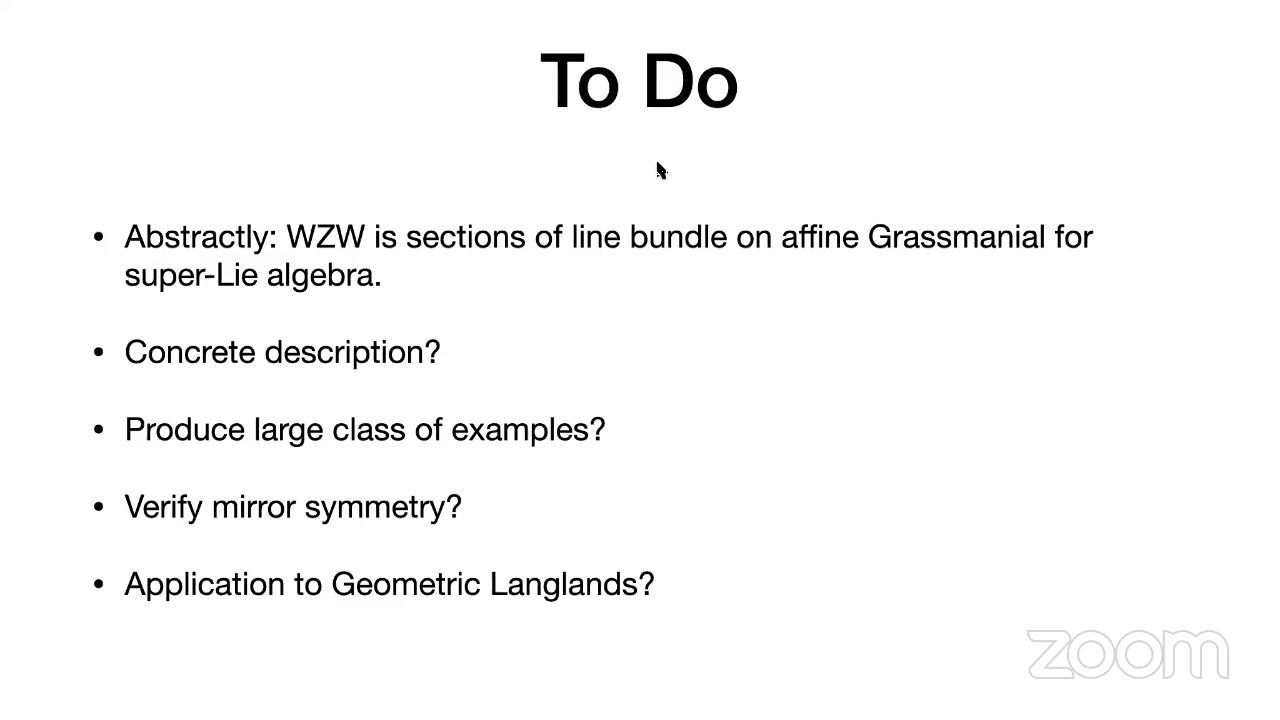 To Do
• Abstractly: WZW is sections of line bundle on affine Grassmanial for
super-Lie algebra.
• Concrete description?
• Produce large class of examples?
• Verify mirror symmetry?
• Application to Geometric Langlands?
zoom